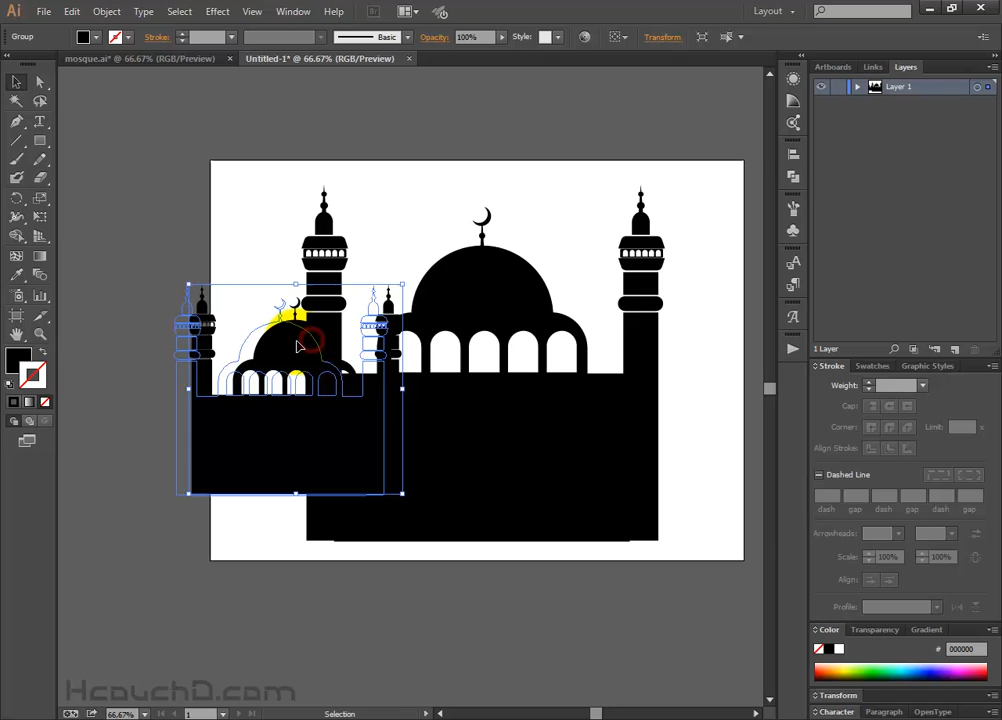 Ai File Edit Object Type Select Effect View Window Help Br Layout
Group Stroke: Basic Opacity: 100% Style: Transform
mosque.ai* @ 66.67% (RGB/Preview) × Untitled-1* @ 66.67% (RGB/Preview) ×
Artboards Links Layers
Layer 1
1 Layer
Stroke Swatches Graphic Styles
Weight:
Cap:
Corner: Limit: x
Align Stroke:
Dashed Line
dash gap dash gap dash gap
Arrowheads:
Scale: 100% 100%
Align:
Profile:
Color Transparency Gradient
# 000000
Transform
Character Paragraph OpenType
HcouchD.com
66.67% 1 Selection